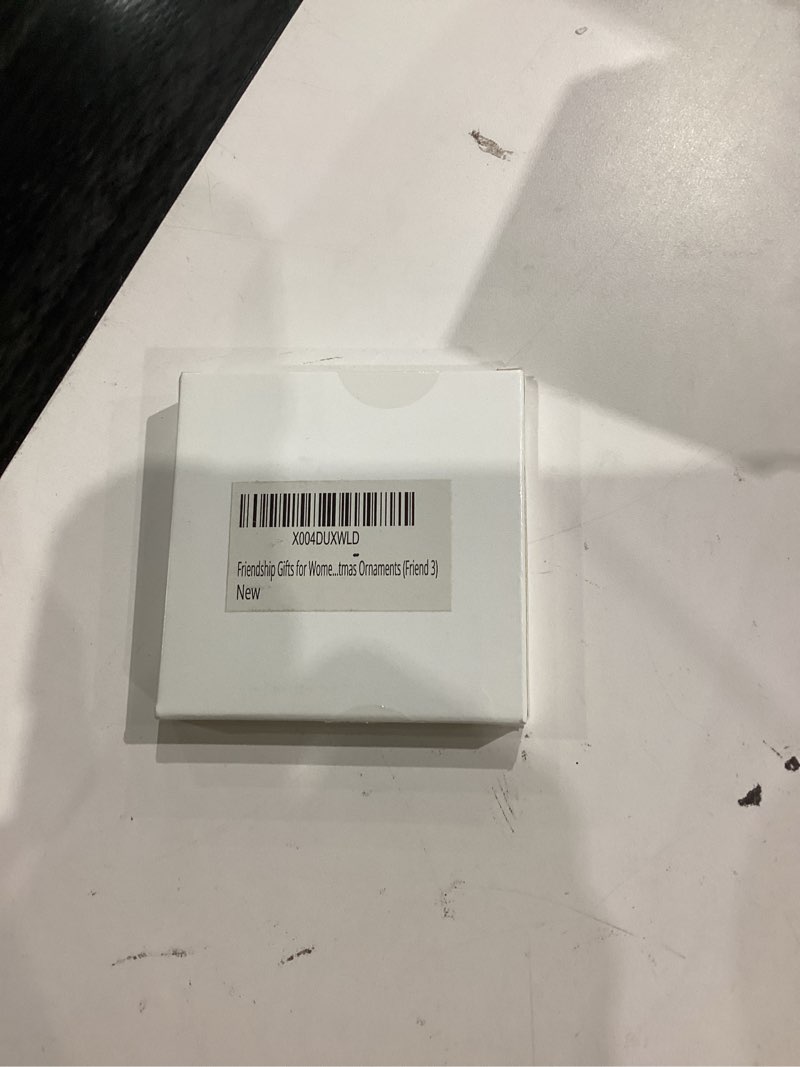 X004DUXWLD
Friendship Gifts for Wome...tmas Ornaments (Friend 3)
New